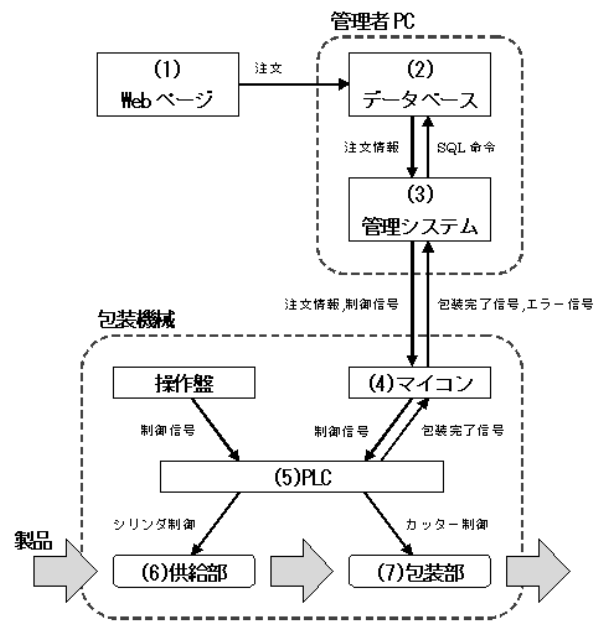 管理者PC
(1)
Webページ
注文
(2)
データベース
注文情報
SQL命令
(3)
管理システム
注文情報,制御信号
包装完了信号,エラー信号
包装機械
操作盤
(4)マイコン
制御信号
制御信号
包装完了信号
(5)PLC
シリンダ制御
カッター制御
製品
(6)供給部
(7)包装部